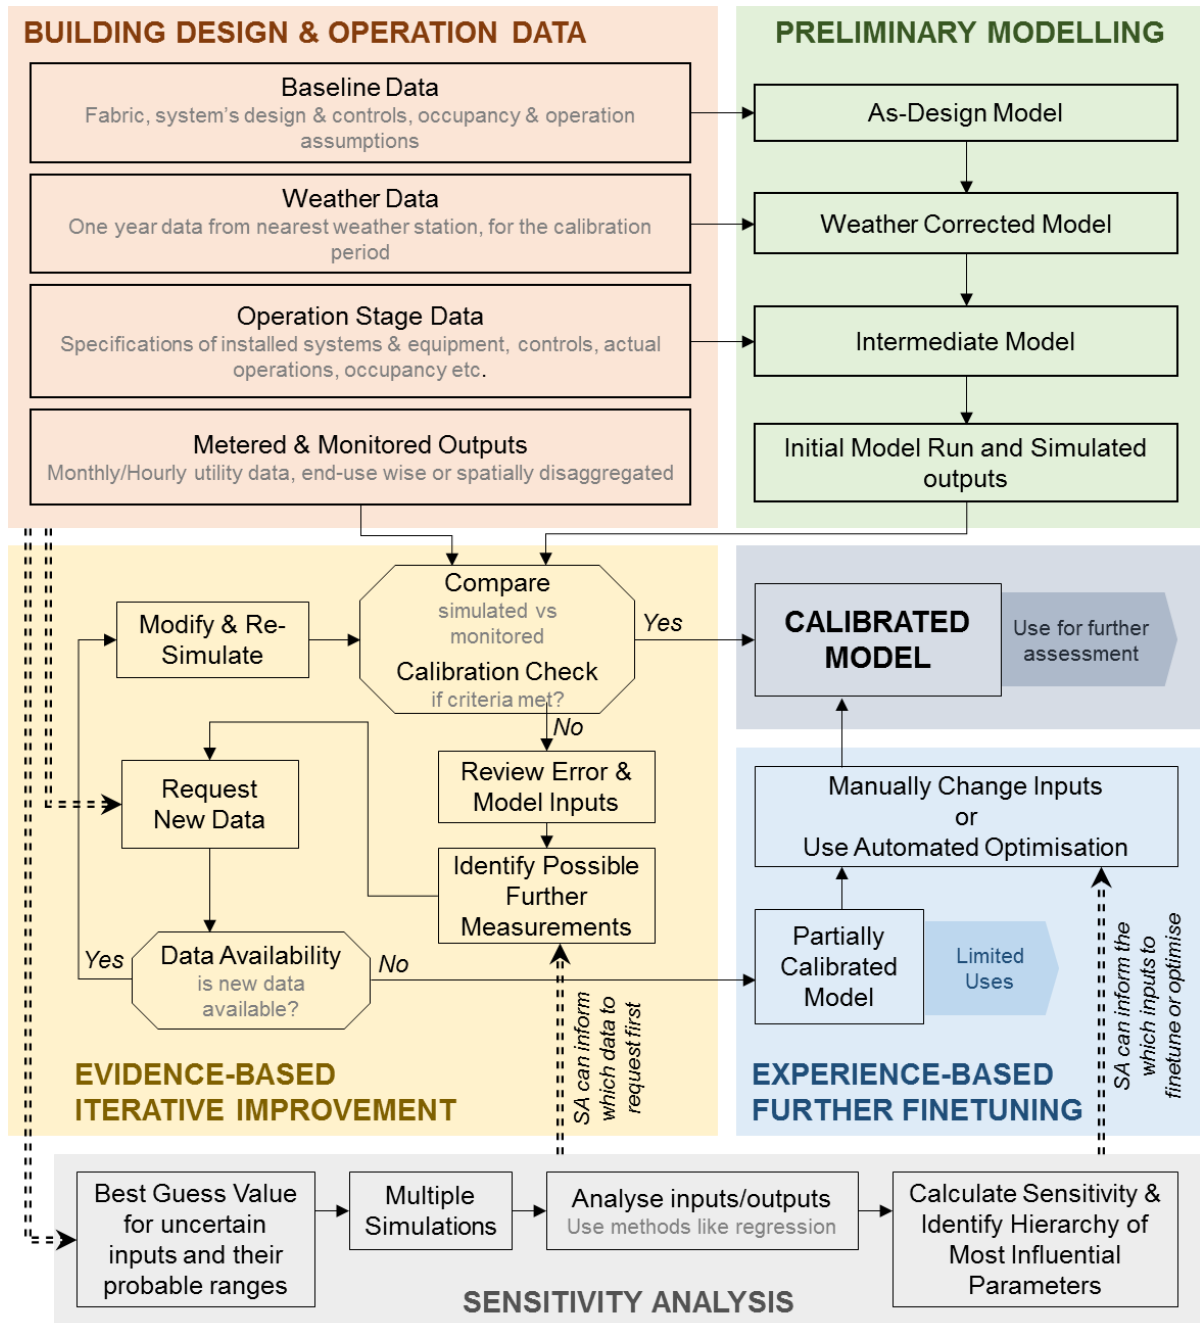 BUILDING DESIGN & OPERATION DATA
Baseline Data
Fabric, system's design & controls, occupancy & operation
assumptions
Weather Data
One year data from nearest weather station, for the calibration
period
Operation Stage Data
Specifications of installed systems & equipment, controls, actual
operations, occupancy etc.
Metered & Monitored Outputs
Monthly/Hourly utility data, end-use wise or spatially disaggregated
PRELIMINARY MODELLING
As-Design Model
Weather Corrected Model
Intermediate Model
Initial Model Run and Simulated
outputs
Modify & Re-
Simulate
Compare
simulated vs
monitored
Calibration Check
if criteria met?
Yes
No
Request
New Data
Review Error &
Model Inputs
Identify Possible
Further
Measurements
Data Availability
is new data
available?
Yes
No
SA can inform
which data to
request first
EVIDENCE-BASED
ITERATIVE IMPROVEMENT
CALIBRATED
MODEL
Use for further
assessment
Manually Change Inputs
or
Use Automated Optimisation
Partially
Calibrated
Model
Limited
Uses
SA can inform the
which inputs to
finetune or optimise
EXPERIENCE-BASED
FURTHER FINETUNING
Best Guess Value
for uncertain
inputs and their
probable ranges
Multiple
Simulations
Analyse inputs/outputs
Use methods like regression
Calculate Sensitivity &
Identify Hierarchy of
Most Influential
Parameters
SENSITIVITY ANALYSIS